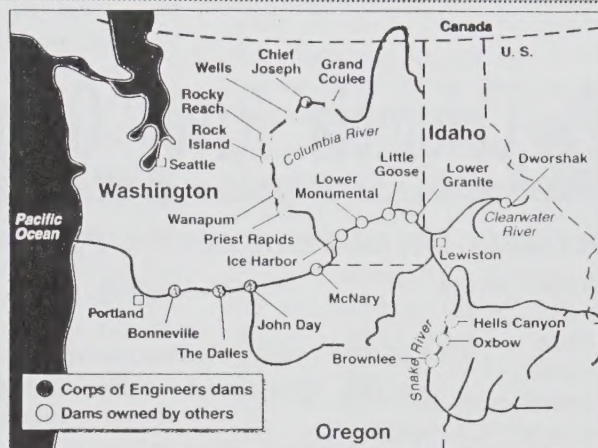 Canada
U. S.
Chief
Joseph
Grand
Coulee
Wells
Rocky
Reach
Rock
Island
Columbia River
Idaho
Seattle
Little
Goose
Lower
Granite
Dworshak
Washington
Lower
Monumental
Clearwater
River
Wanapum
Priest Rapids
Pacific
Ocean
Ice Harbor
Lewiston
McNary
Portland
Bonneville
The Dalles
John Day
Hells Canyon
Oxbow
Brownlee
Snake River
Corps of Engineers dams
Dams owned by others
Oregon